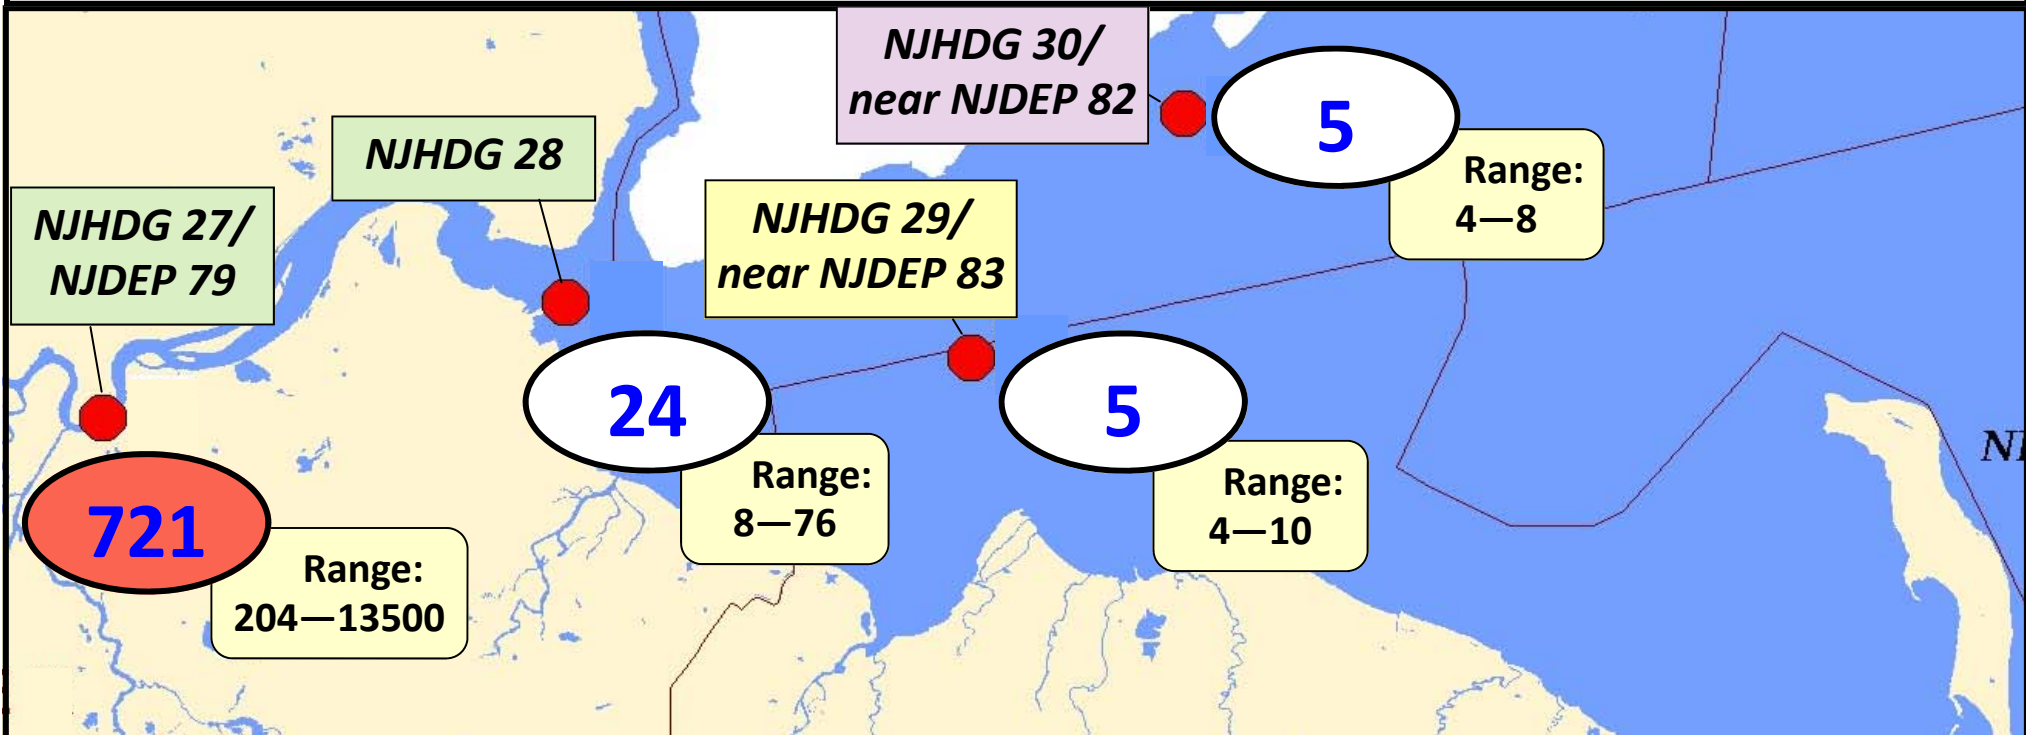 NJHDG 30/
near NJDEP 82
5
Range:
4—8
NJHDG 28
NJHDG 27/
NJDEP 79
NJHDG 29/
near NJDEP 83
24
Range:
8—76
5
Range:
4—10
721
Range:
204—13500